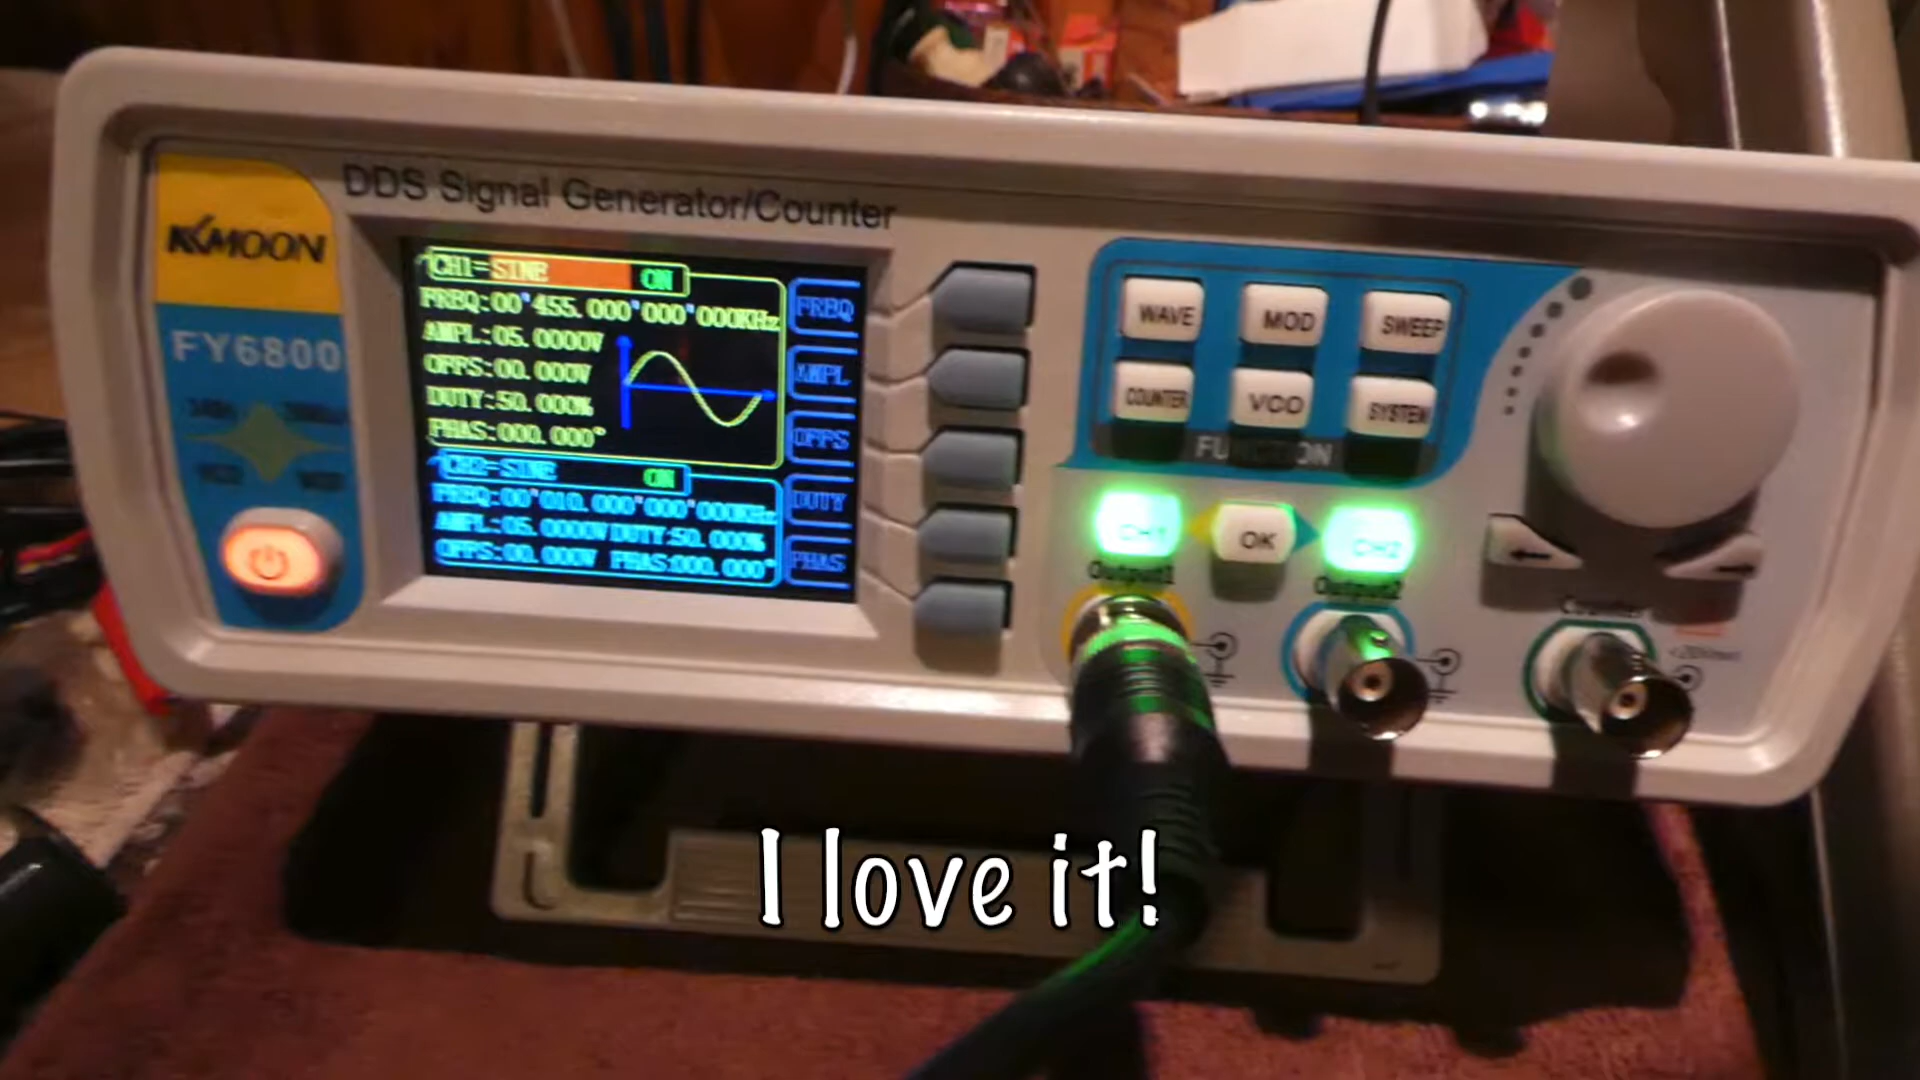 DDS Signal Generator/Counter
KKMOON
FY6800
CH1=SINE ON
FREQ:00'455.000'000'000KHz
AMPL:05.0000V
OFFS:00.000V
DUTY:50.000%
PHAS:000.000°
CH2=SINE ON
FREQ:00'010.000'000'000KHz
AMPL:05.0000V DUTY:50.000%
OFFS:00.000V PHAS:000.000°
FREQ
AMPL
OFFS
DUTY
PHAS
WAVE MOD SWEEP
COUNTER VCO SYSTEM
FUNCTION
CH1 OK CH2
Output1 Output2 Counter
I love it!